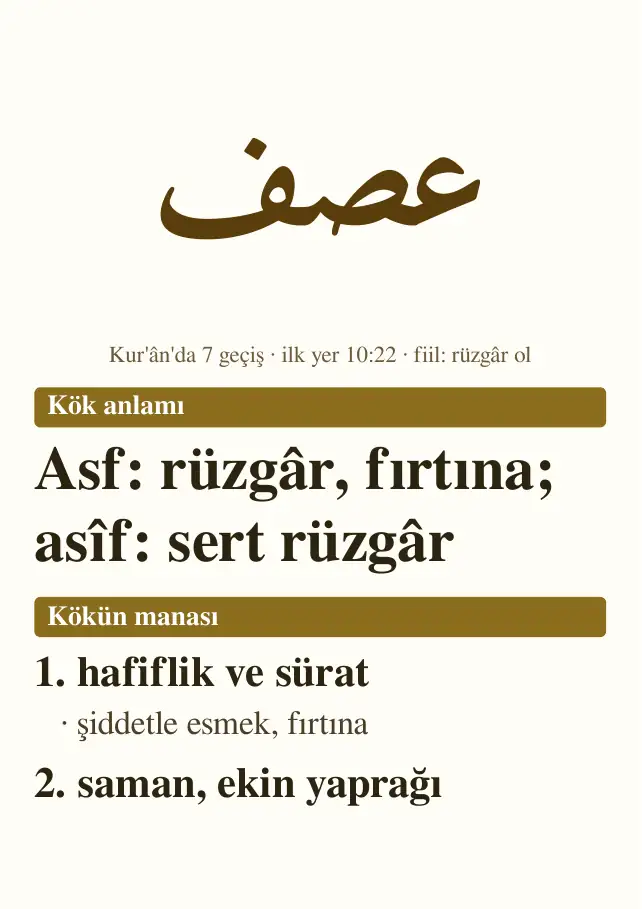 عصف
Kur'ân'da 7 geçiş · ilk yer 10:22 · fiil: rüzgâr ol
Kök anlamı
Asf: rüzgâr, fırtına;
asîf: sert rüzgâr
Kökün manası
1. hafiflik ve sürat
· şiddetle esmek, fırtına
2. saman, ekin yaprağı